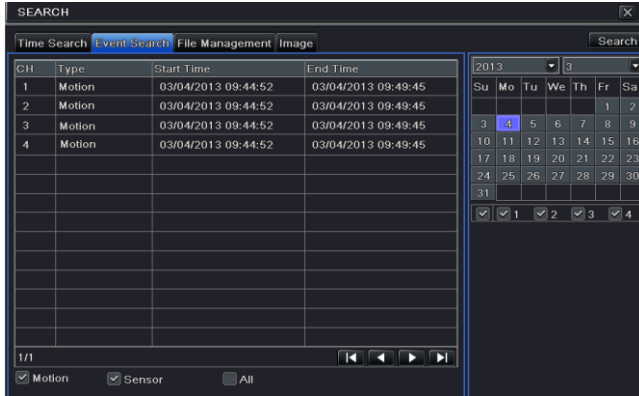 SEARCH
Time Search Event Search File Management Image
Search
CH Type Start Time End Time
1 Motion 03/04/2013 09:44:52 03/04/2013 09:49:45
2 Motion 03/04/2013 09:44:52 03/04/2013 09:49:45
3 Motion 03/04/2013 09:44:52 03/04/2013 09:49:45
4 Motion 03/04/2013 09:44:52 03/04/2013 09:49:45
1/1
Motion Sensor All
2013 3
Su Mo Tu We Th Fr Sa
1 2
3 4 5 6 7 8 9
10 11 12 13 14 15 16
17 18 19 20 21 22 23
24 25 26 27 28 29 30
31
1 2 3 4